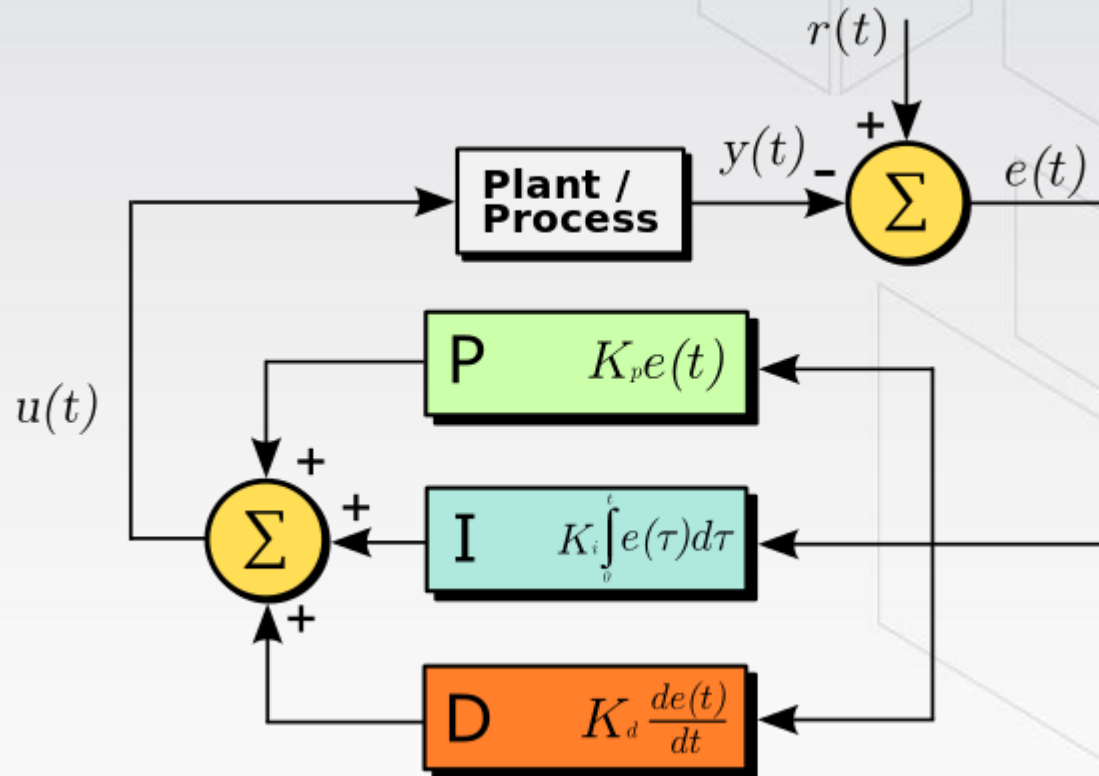 r(t)
+
Plant /
Process
y(t)
-
Σ
e(t)
P K_p e(t)
u(t)
+
Σ
+
I K_i ∫_0^t e(τ)dτ
+
D K_d de(t)/dt